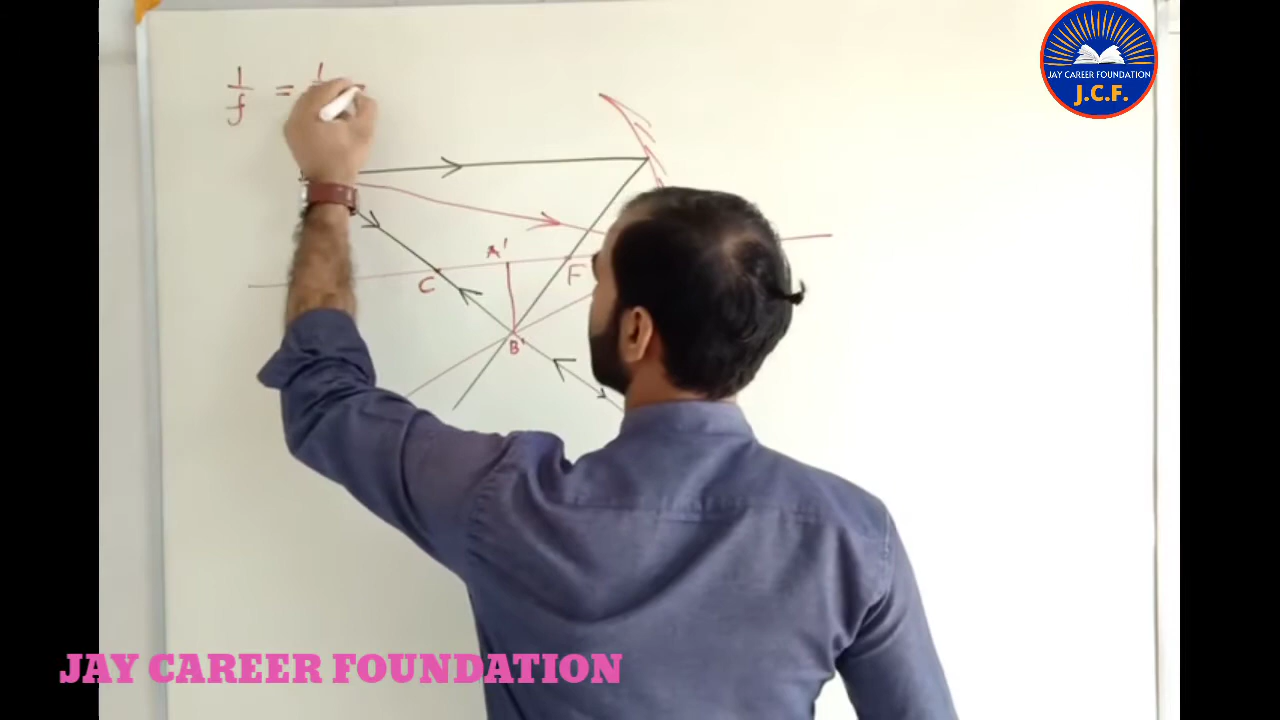 JAY CAREER FOUNDATION
J.C.F.
1/f = 1/
A'
F
C
B'
JAY CAREER FOUNDATION